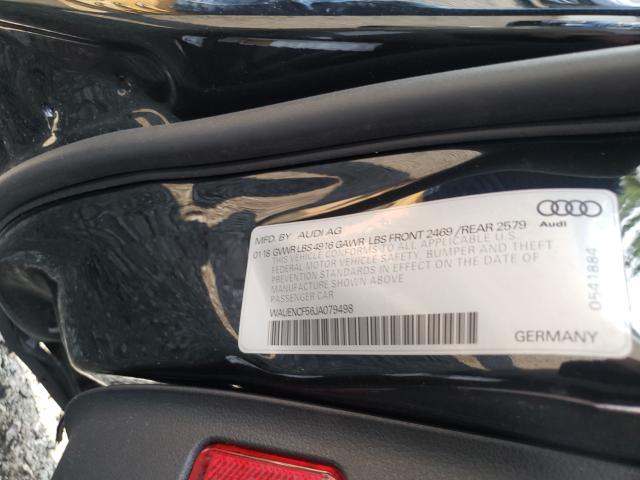 MFD. BY AUDI AG
01 18 GVWR LBS 4916 GAWR LBS FRONT 2469 /REAR 2579
THIS VEHICLE CONFORMS TO ALL APPLICABLE U.S.
FEDERAL MOTOR VEHICLE SAFETY, BUMPER AND THEFT
PREVENTION STANDARDS IN EFFECT ON THE DATE OF
MANUFACTURE SHOWN ABOVE
PASSENGER CAR
WAUENCF56JA079498
Audi
0541884
GERMANY